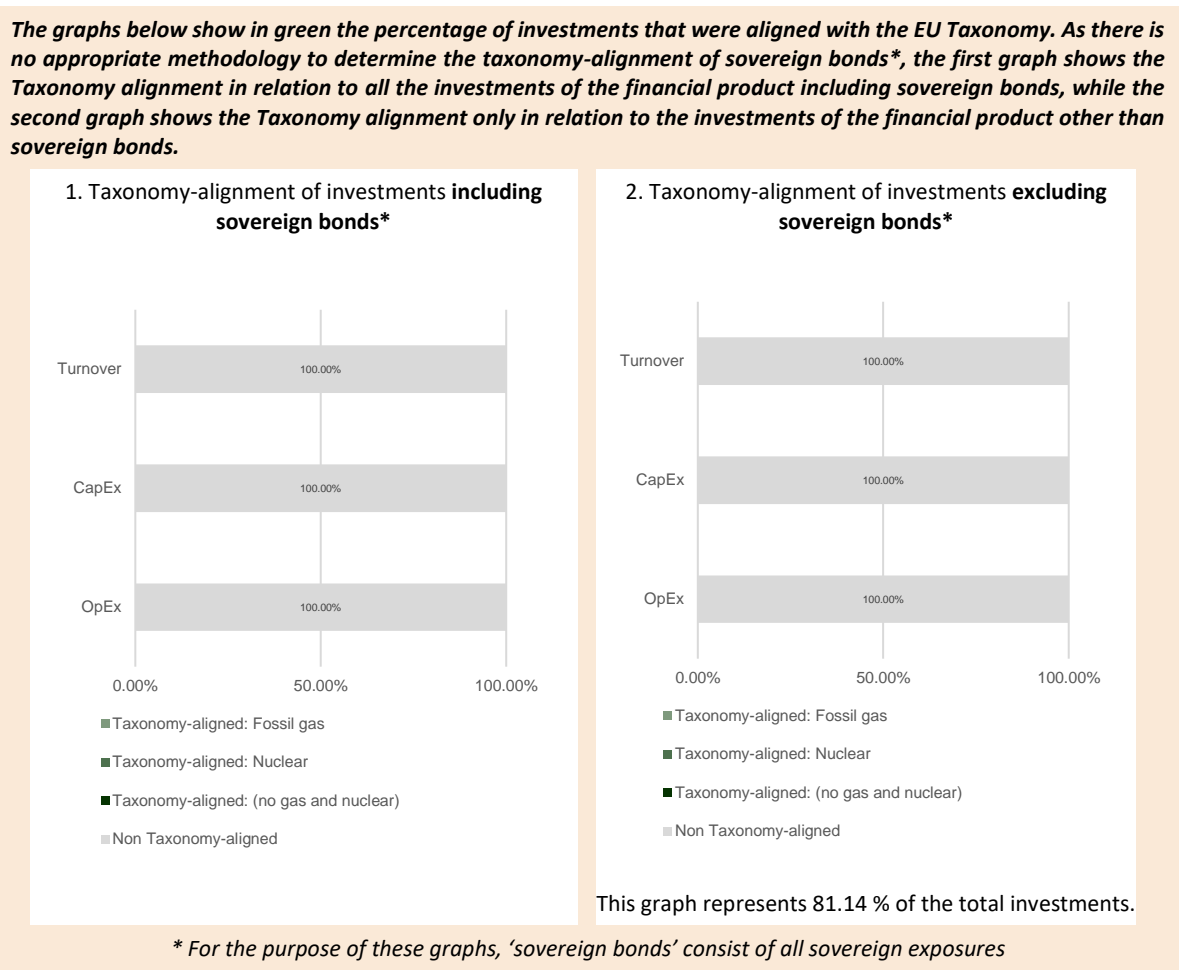 The graphs below show in green the percentage of investments that were aligned with the EU Taxonomy. As there is
no appropriate methodology to determine the taxonomy-alignment of sovereign bonds*, the first graph shows the
Taxonomy alignment in relation to all the investments of the financial product including sovereign bonds, while the
second graph shows the Taxonomy alignment only in relation to the investments of the financial product other than
sovereign bonds.
1. Taxonomy-alignment of investments including
sovereign bonds*
Turnover
100.00%
CapEx
100.00%
OpEx
100.00%
0.00% 50.00% 100.00%
Taxonomy-aligned: Fossil gas
Taxonomy-aligned: Nuclear
Taxonomy-aligned: (no gas and nuclear)
Non Taxonomy-aligned
2. Taxonomy-alignment of investments excluding
sovereign bonds*
Turnover
100.00%
CapEx
100.00%
OpEx
100.00%
0.00% 50.00% 100.00%
Taxonomy-aligned: Fossil gas
Taxonomy-aligned: Nuclear
Taxonomy-aligned: (no gas and nuclear)
Non Taxonomy-aligned
This graph represents 81.14 % of the total investments.
* For the purpose of these graphs, ‘sovereign bonds’ consist of all sovereign exposures